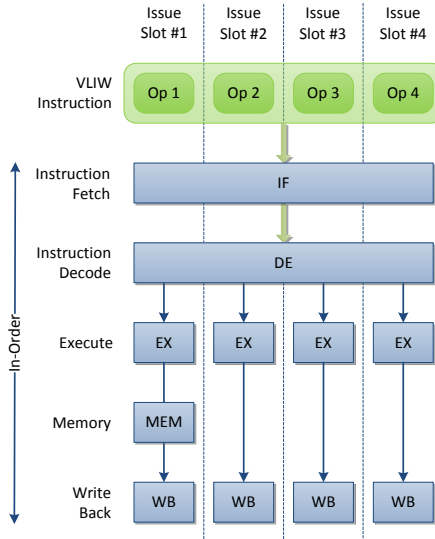 Issue Slot #1
Issue Slot #2
Issue Slot #3
Issue Slot #4
VLIW Instruction
Op 1
Op 2
Op 3
Op 4
Instruction Fetch
IF
Instruction Decode
DE
In-Order
Execute
EX
EX
EX
EX
Memory
MEM
Write Back
WB
WB
WB
WB